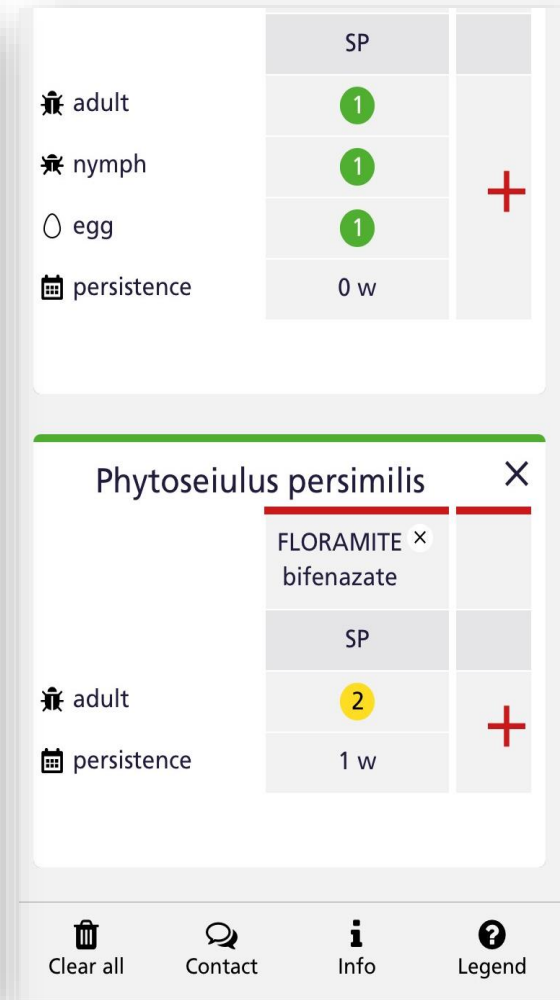 SP
adult 1
nymph 1
egg 1
persistence 0 w
Phytoseiulus persimilis
FLORAMITE
bifenazate
SP
adult 2
persistence 1 w
Clear all Contact Info Legend